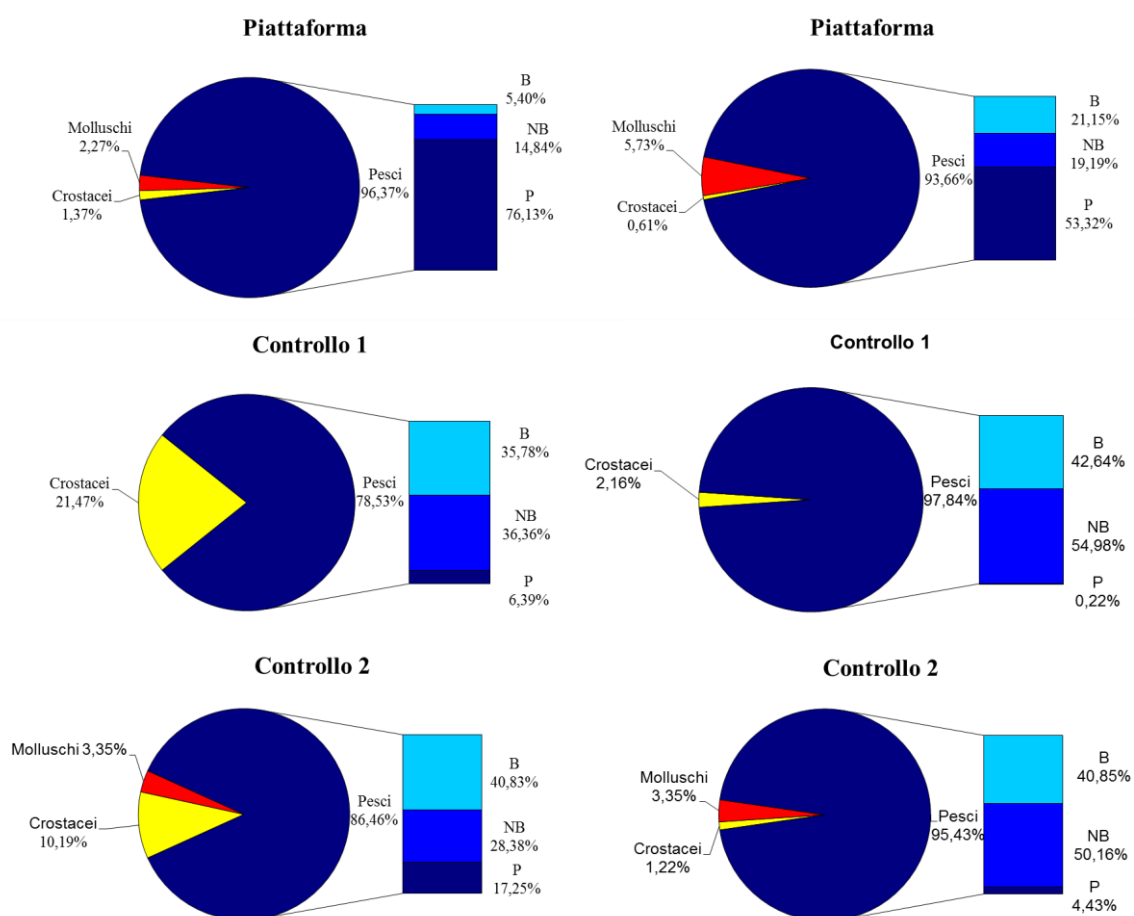 Piattaforma
B
5,40%
Molluschi
2,27%
NB
14,84%
Pesci
96,37%
Crostacei
1,37%
P
76,13%
Piattaforma
B
21,15%
Molluschi
5,73%
NB
19,19%
Pesci
93,66%
Crostacei
0,61%
P
53,32%
Controllo 1
B
35,78%
Crostacei
21,47%
Pesci
78,53%
NB
36,36%
P
6,39%
Controllo 1
B
42,64%
Crostacei
2,16%
Pesci
97,84%
NB
54,98%
P
0,22%
Controllo 2
Molluschi 3,35%
B
40,83%
Pesci
86,46%
Crostacei
10,19%
NB
28,38%
P
17,25%
Controllo 2
B
40,85%
Molluschi
3,35%
Pesci
95,43%
Crostacei
1,22%
NB
50,16%
P
4,43%